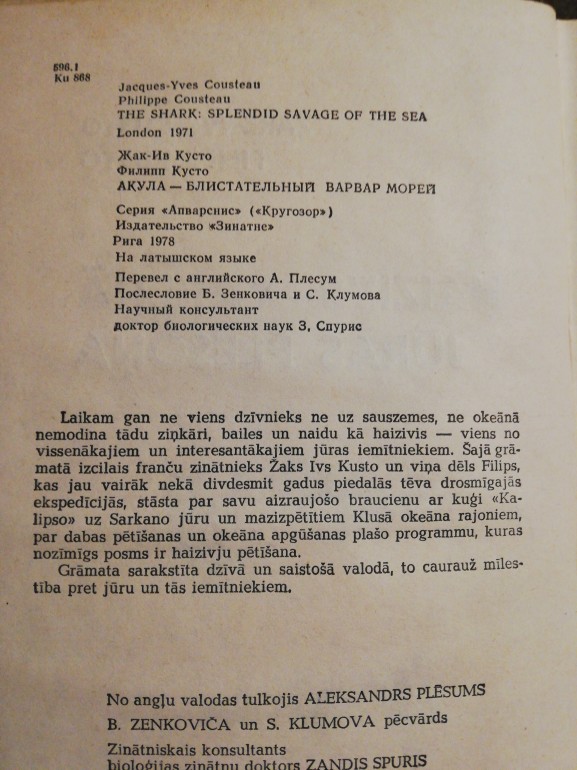 596.1
Ku 868
Jacques-Yves Cousteau
Philippe Cousteau
THE SHARK: SPLENDID SAVAGE OF THE SEA
London 1971
Жак-Ив Кусто
Филипп Кусто
АКУЛА — БЛИСТАТЕЛЬНЫЙ ВАРВАР МОРЕЙ
Серия «Апварснис» («Кругозор»)
Издательство «Зинатне»
Рига 1978
На латышском языке
Перевел с английского А. Плесум
Послесловие Б. Зенковича и С. Клумова
Научный консультант
доктор биологических наук З, Спурис
Laikam gan ne viens dzīvnieks ne uz sauszemes, ne okeānā
nemodina tādu ziņkāri, bailes un naidu kā haizivis — viens no
vissenākajiem un interesantākajiem jūras iemītniekiem. Šajā grā-
matā izcilais franču zinātnieks Žaks Ivs Kusto un viņa dēls Filips,
kas jau vairāk nekā divdesmit gadus piedalās tēva drosmīgajās
ekspedīcijās, stāsta par savu aizraujošo braucienu ar kuģi «Ka-
lipso» uz Sarkano jūru un mazizpētītiem Klusā okeāna rajoniem,
par dabas pētīšanas un okeāna apgūšanas plašo programmu, kuras
nozīmīgs posms ir haizivju pētīšana.
Grāmata sarakstīta dzīvā un saistošā valodā, to caurauž mīles-
tība pret jūru un tās iemītniekiem.
No angļu valodas tulkojis ALEKSANDRS PLĒSUMS
B. ZENKOVIČA un S. KLUMOVA pēcvārds
Zinātniskais konsultants
bioloģijas zinātņu doktors ZANDIS SPURIS